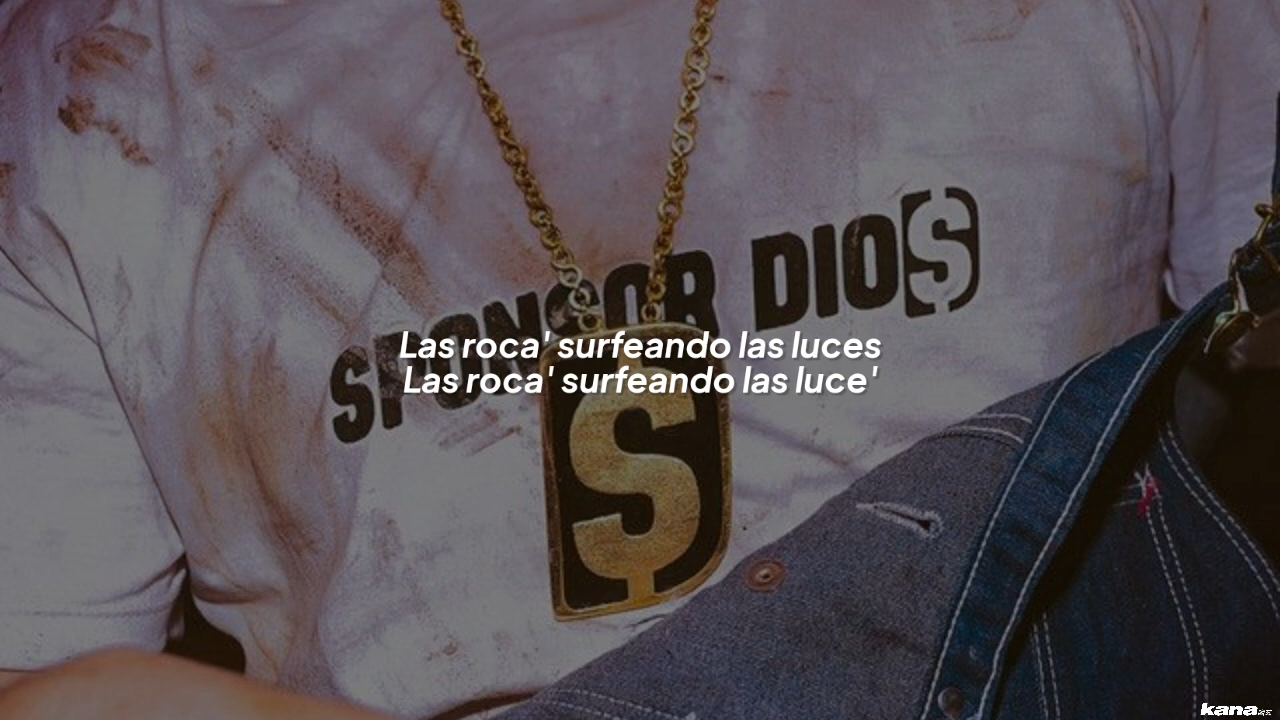 SPONSOR DIO$
Las roca' surfeando las luces
Las roca' surfeando las luce'
$
kana